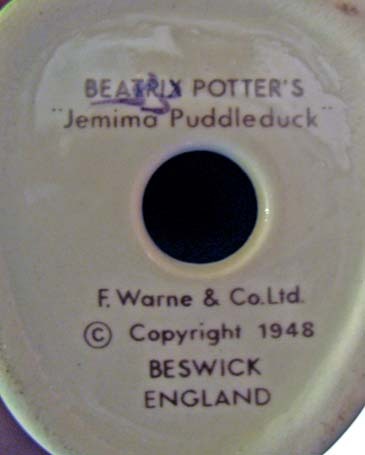 BEATRIX POTTER'S
"Jemima Puddleduck"
F. Warne & Co.Ltd.
© Copyright 1948
BESWICK
ENGLAND